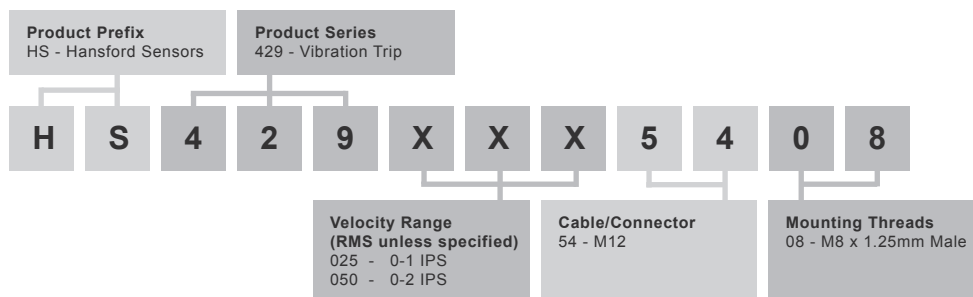 Product Prefix
HS - Hansford Sensors
Product Series
429 - Vibration Trip
H S 4 2 9 X X X 5 4 0 8
Velocity Range
(RMS unless specified)
025 - 0-1 IPS
050 - 0-2 IPS
Cable/Connector
54 - M12
Mounting Threads
08 - M8 x 1.25mm Male